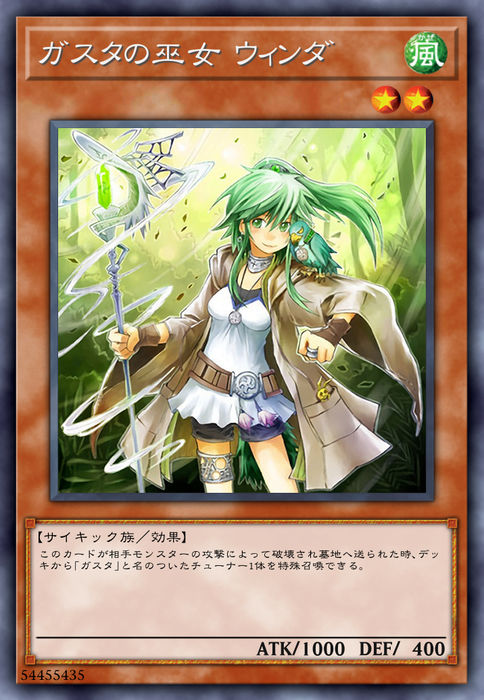 ガスタの巫女 ウィンダ
かぜ
風
【サイキック族／効果】
このカードが相手モンスターの攻撃によって破壊され墓地へ送られた時、デッ
キから「ガスタ」と名のついたチューナー1体を特殊召喚できる。
ATK/1000 DEF/ 400
54455435